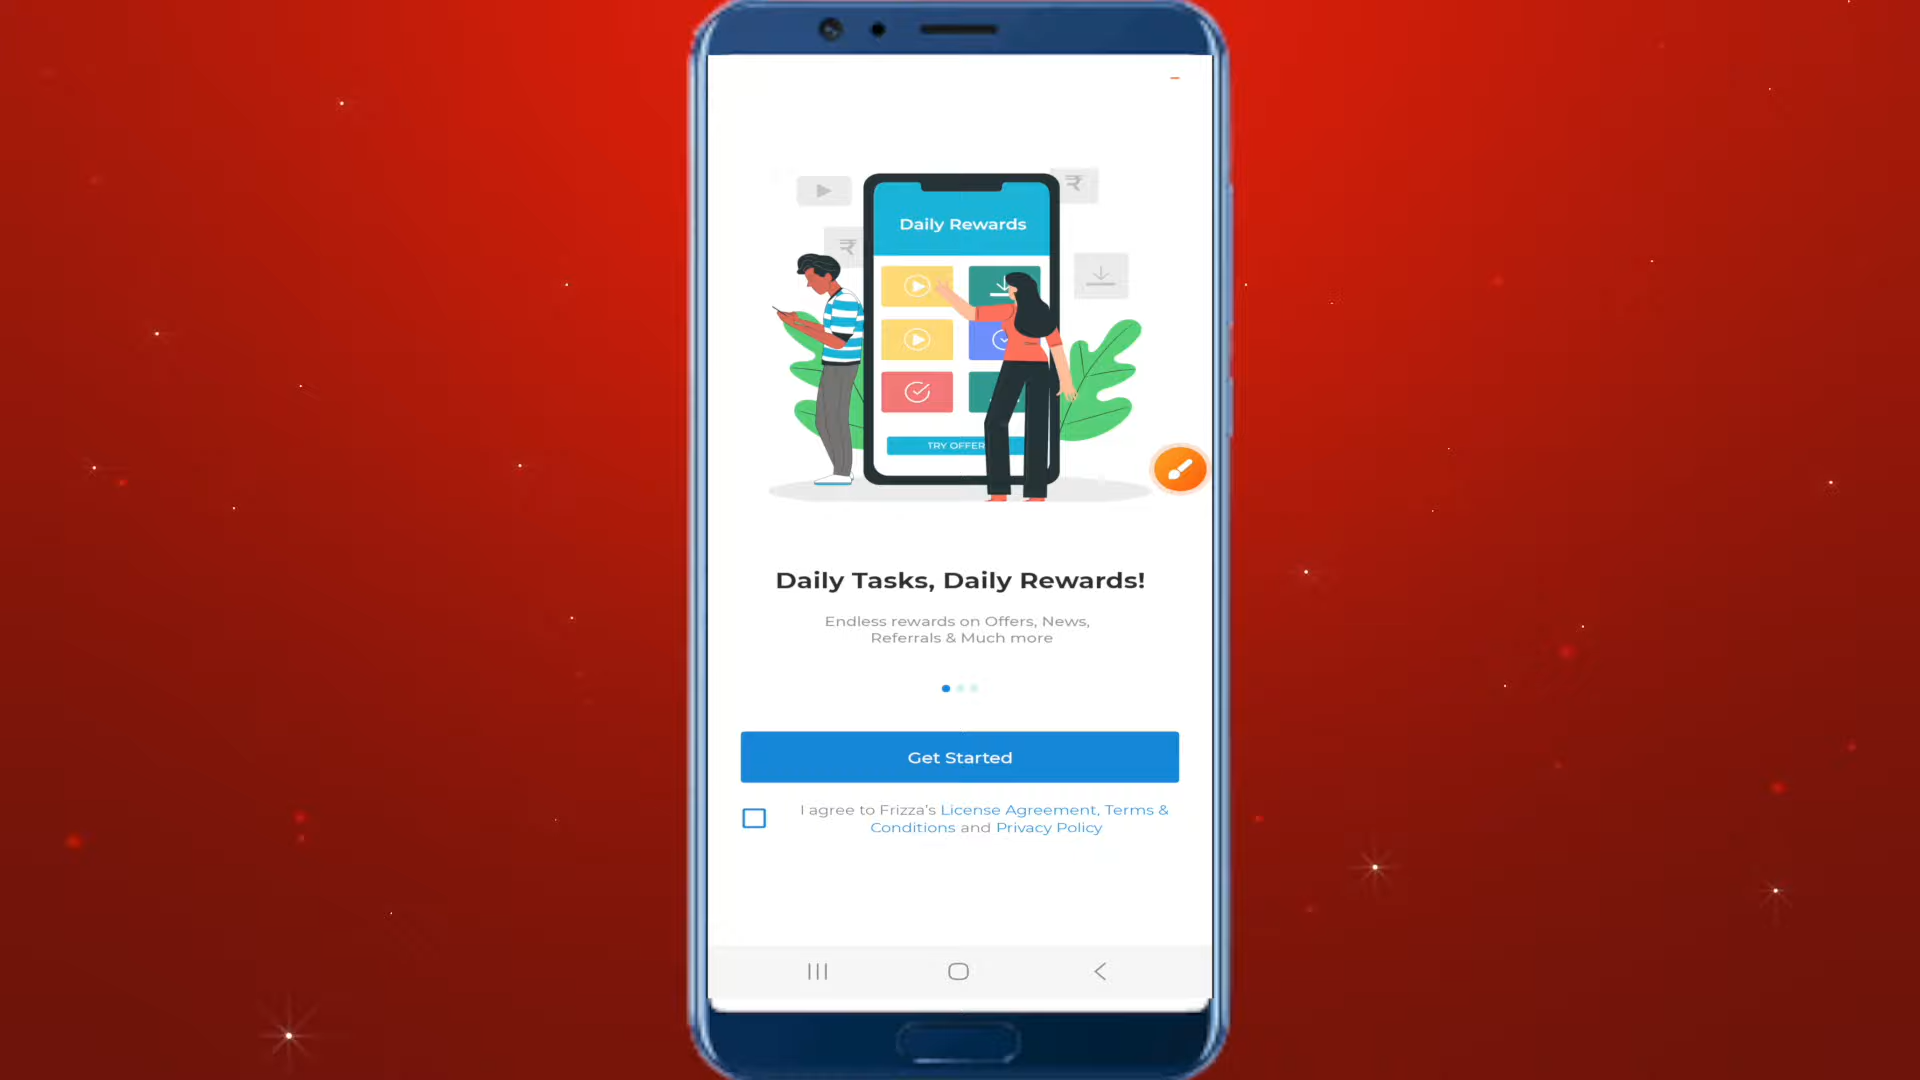 Daily Rewards
TRY OFFER
Daily Tasks, Daily Rewards!
Endless rewards on Offers, News,
Referrals & Much more
Get Started
I agree to Frizza’s License Agreement, Terms &
Conditions and Privacy Policy